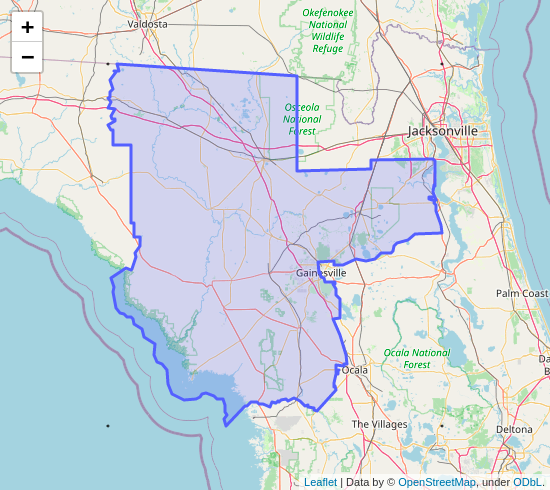 +
−
Valdosta
Okefenokee
National
Wildlife
Refuge
Osceola
National
Forest
Jacksonville
Gainesville
Palm Coast
Ocala National
Forest
Ocala
Da
B
The Villages
Deltona
Leaflet | Data by © OpenStreetMap, under ODbL.